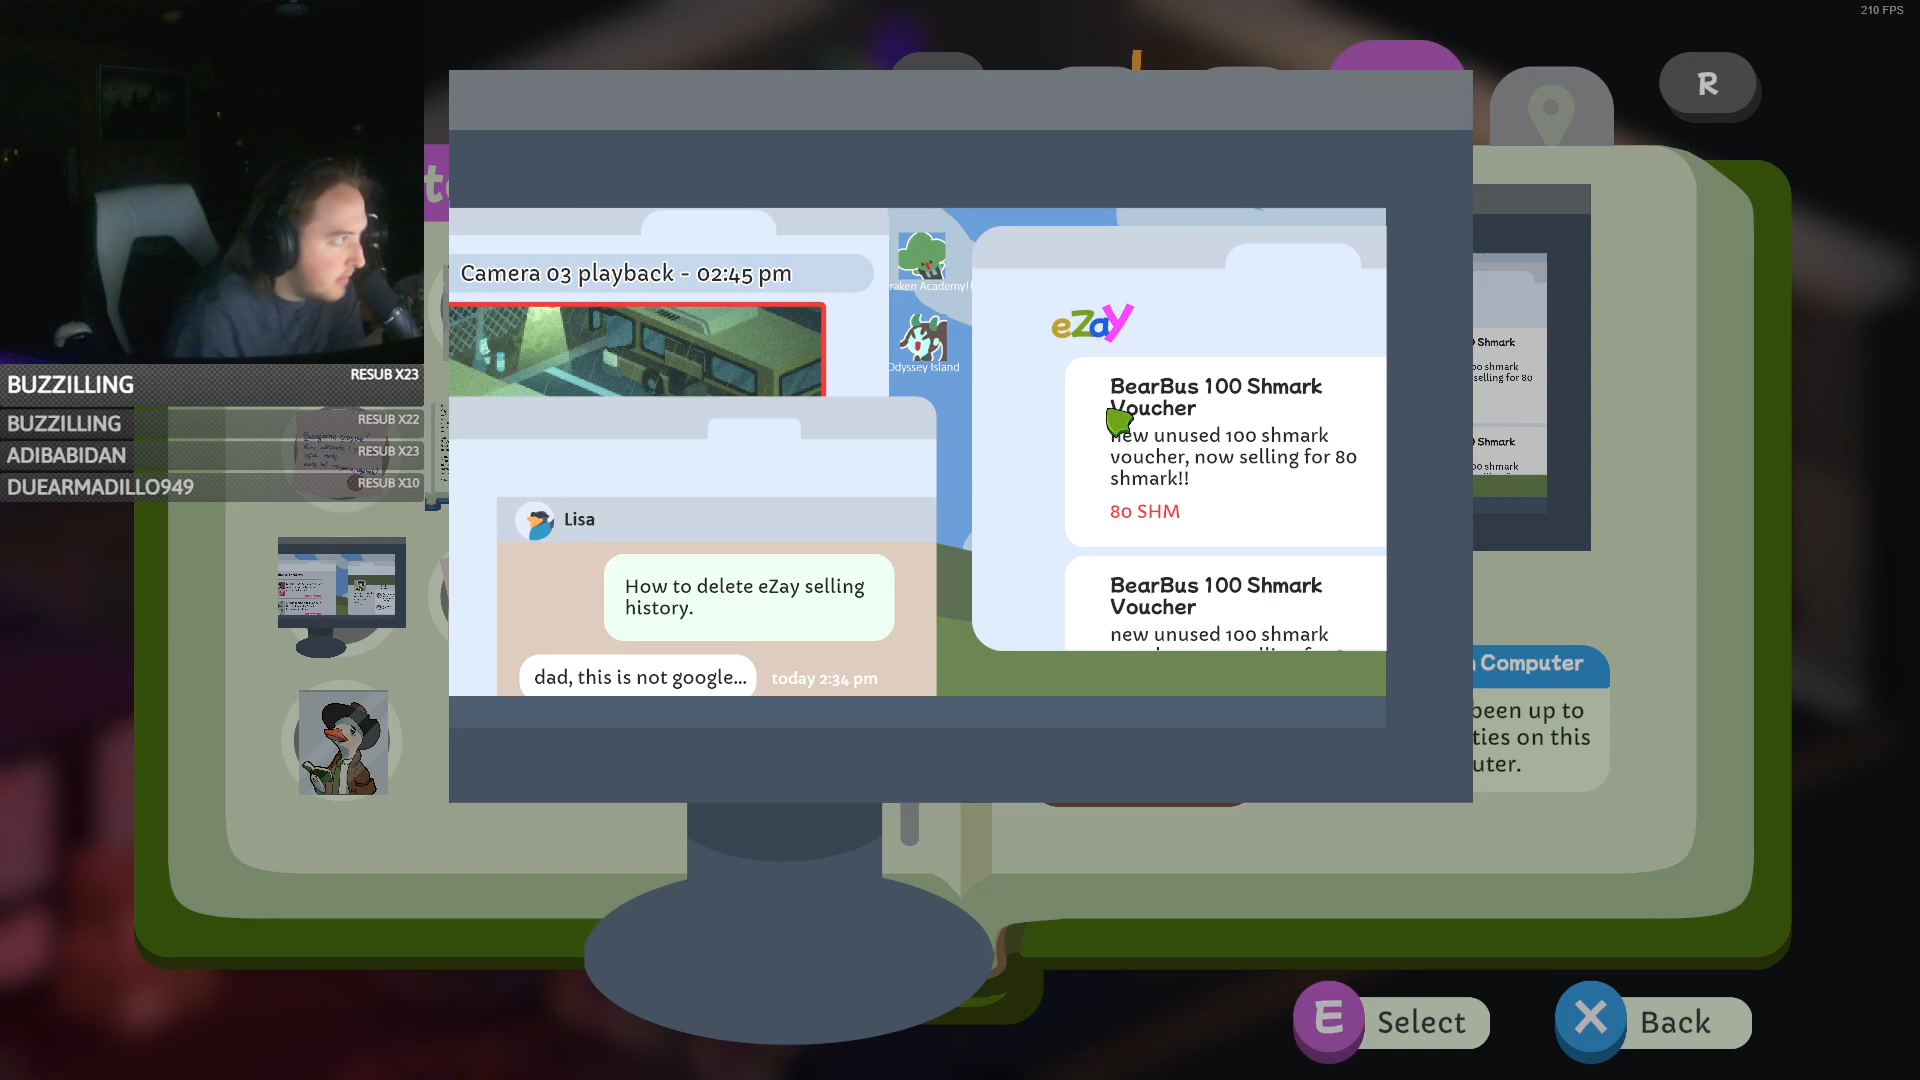 210 FPS
R
Camera 03 playback - 02:45 pm
raken Academy!!
Odyssey Island
eZay
BearBus 100 Shmark
Voucher
new unused 100 shmark
voucher, now selling for 80
shmark!!
80 SHM
BearBus 100 Shmark
Voucher
new unused 100 shmark
Lisa
How to delete eZay selling
history.
dad, this is not google...
today 2:34 pm
BUZZILLING
RESUB X23
BUZZILLING
RESUB X22
ADIBABIDAN
RESUB X23
DUEARMADILLO949
RESUB X10
Shmark
shmark
selling for 80
Shmark
shmark
Computer
been up to
ties on this
uter.
E
Select
X
Back